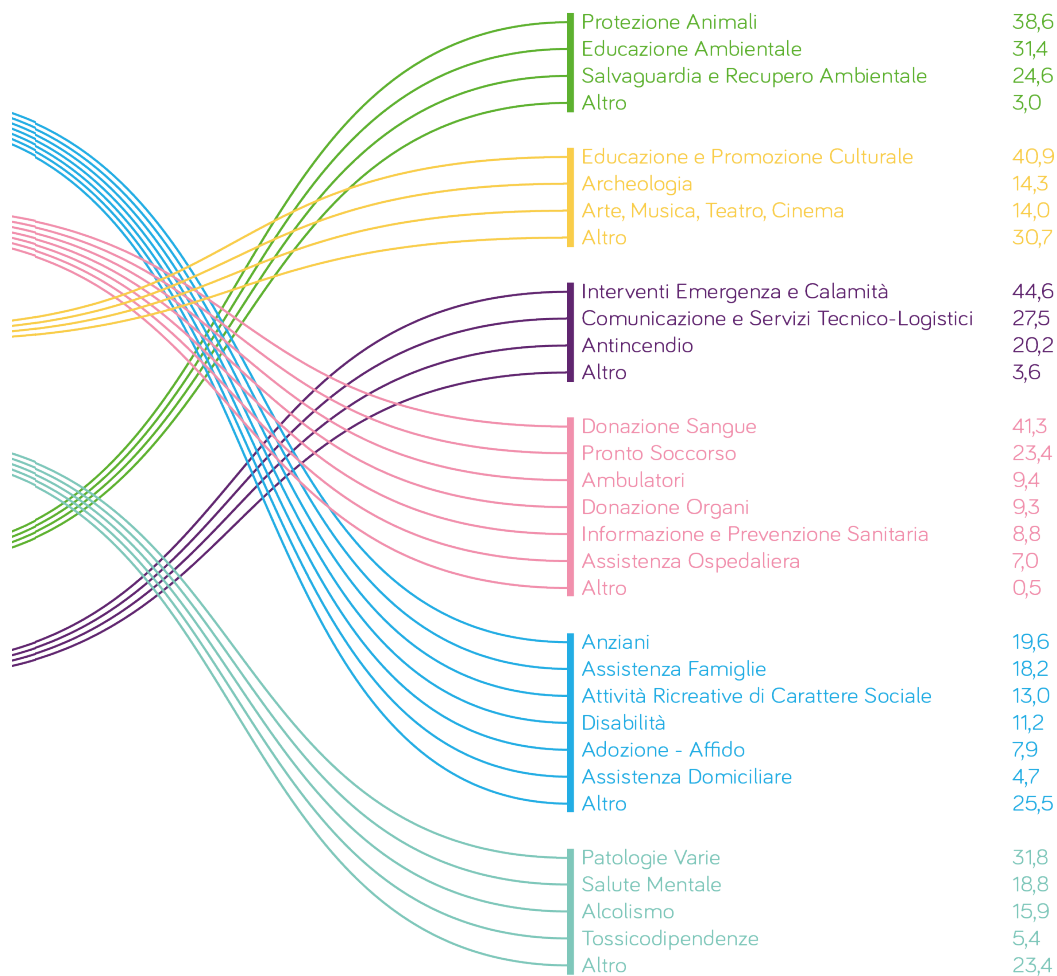 Protezione Animali 38,6
Educazione Ambientale 31,4
Salvaguardia e Recupero Ambientale 24,6
Altro 3,0
Educazione e Promozione Culturale 40,9
Archeologia 14,3
Arte, Musica, Teatro, Cinema 14,0
Altro 30,7
Interventi Emergenza e Calamità 44,6
Comunicazione e Servizi Tecnico-Logistici 27,5
Antincendio 20,2
Altro 3,6
Donazione Sangue 41,3
Pronto Soccorso 23,4
Ambulatori 9,4
Donazione Organi 9,3
Informazione e Prevenzione Sanitaria 8,8
Assistenza Ospedaliera 7,0
Altro 0,5
Anziani 19,6
Assistenza Famiglie 18,2
Attività Ricreative di Carattere Sociale 13,0
Disabilità 11,2
Adozione - Affido 7,9
Assistenza Domiciliare 4,7
Altro 25,5
Patologie Varie 31,8
Salute Mentale 18,8
Alcolismo 15,9
Tossicodipendenze 5,4
Altro 23,4